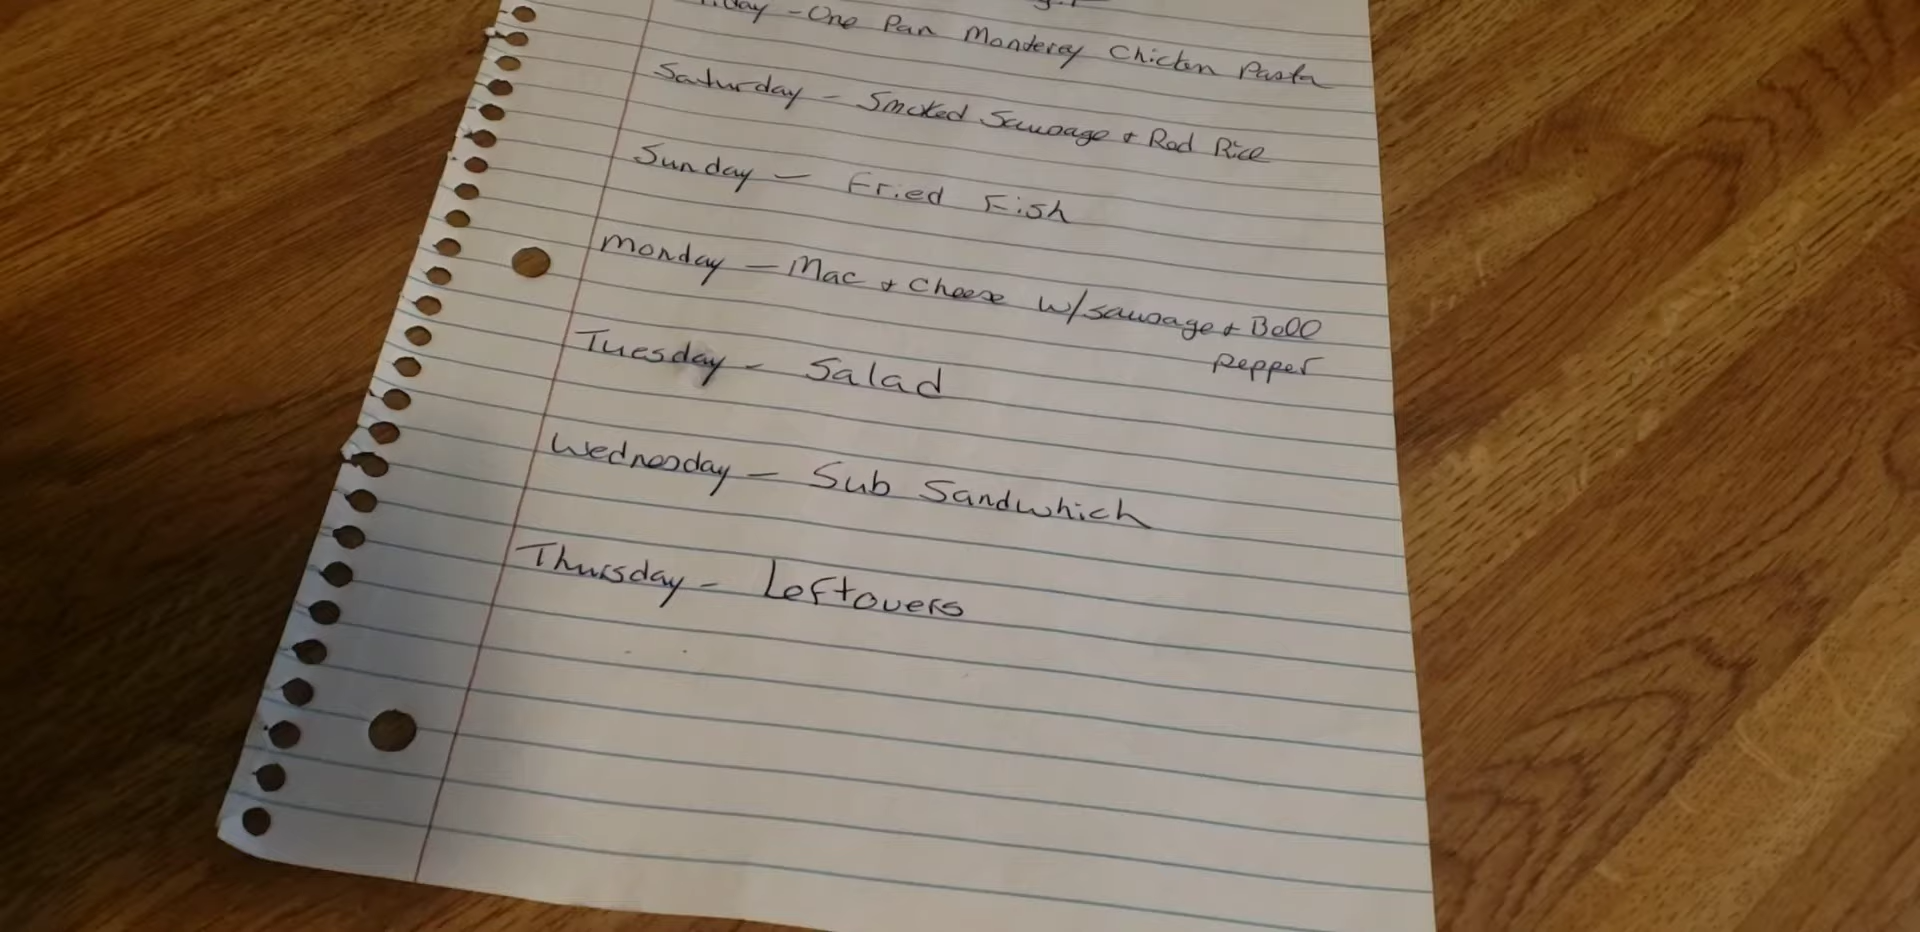 - One Pan Monterey Chicken Pasta
Saturday - Smoked Sausage & Red Rice
Sunday - Fried Fish
Monday - Mac & Cheese w/sausage & Bell
pepper
Tuesday - Salad
Wednesday - Sub Sandwhich
Thursday - Leftovers